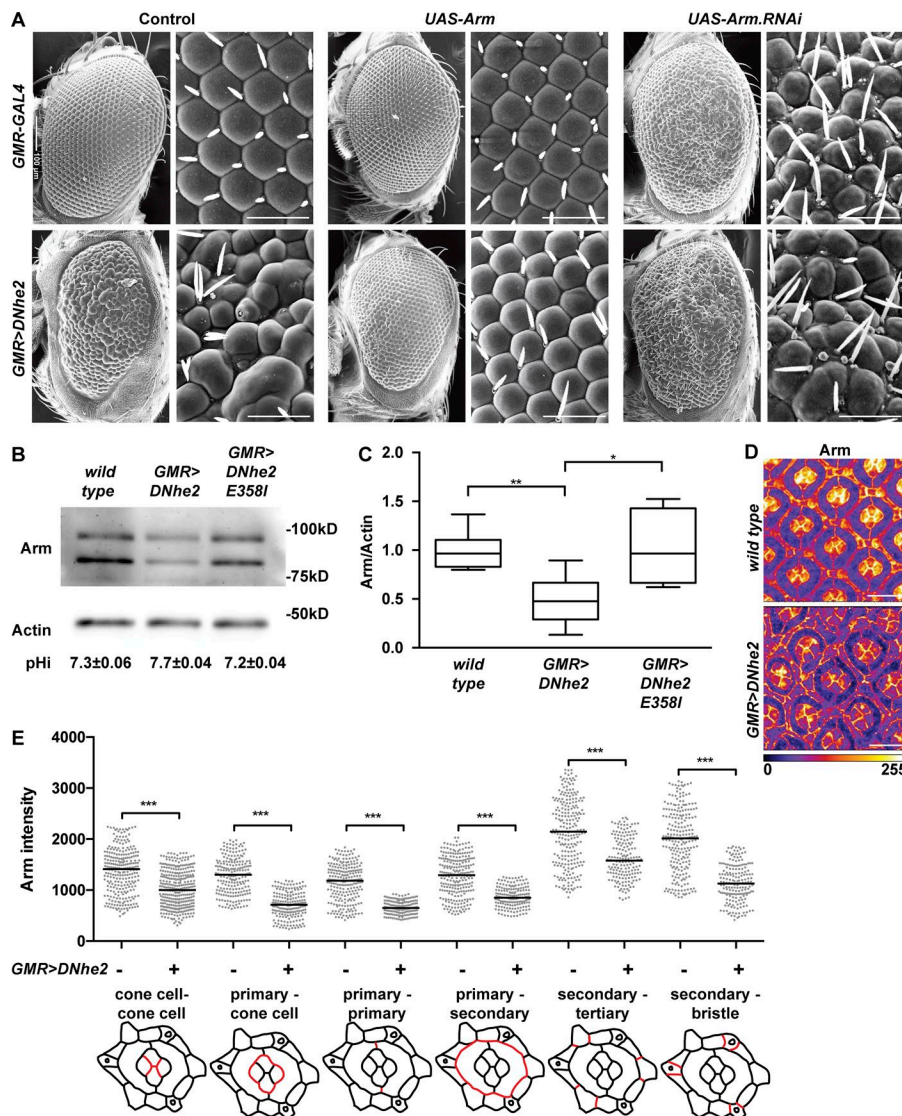 A
Control
UAS-Arm
UAS-Arm.RNAi
GMR-GAL4
100 µm
GMR>DNhe2
B
wild type
GMR> DNhe2
GMR> DNhe2 E358I
Arm
-100kD
-75kD
-50kD
Actin
pHi 7.3±0.06 7.7±0.04 7.2±0.04
C
Arm/Actin
2.0
1.5
1.0
0.5
0.0
**
*
wild type
GMR> DNhe2
GMR> DNhe2 E358I
D
Arm
wild type
GMR>DNhe2
0 255
E
Arm intensity
4000
3000
2000
1000
0
*** *** *** *** *** ***
GMR>DNhe2 - + - + - + - + - + - +
cone cell- primary - primary - primary - secondary - secondary -
cone cell cone cell primary secondary tertiary bristle